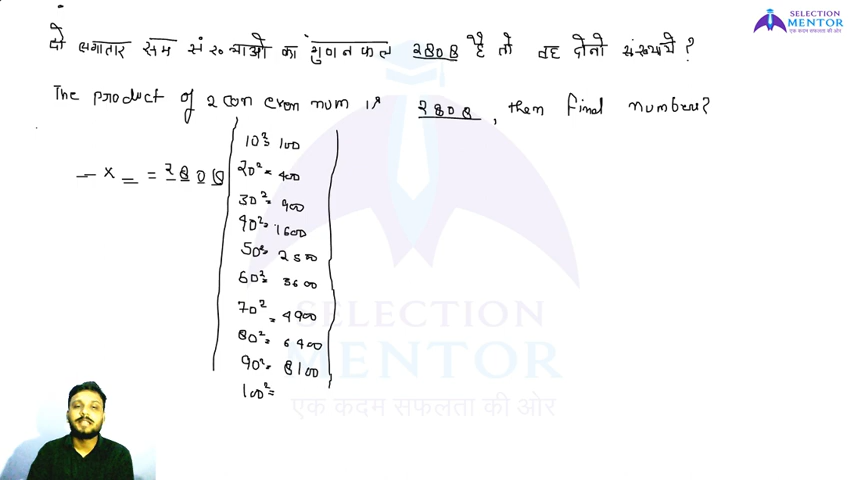 SELECTION
MENTOR
एक कदम सफलता की ओर
दो लगातार सम संख्याओ का गुणनफल 2808 है तो वह दोनो संख्याये ?
The product of 2 con even num is 2808, then final numbers?
_ x _ = 2808
10² = 100
20² = 400
30² = 900
40² = 1600
50² = 2500
60² = 3600
70² = 4900
80² = 6400
90² = 8100
100² =
SELECTION
MENTOR
एक कदम सफलता की ओर